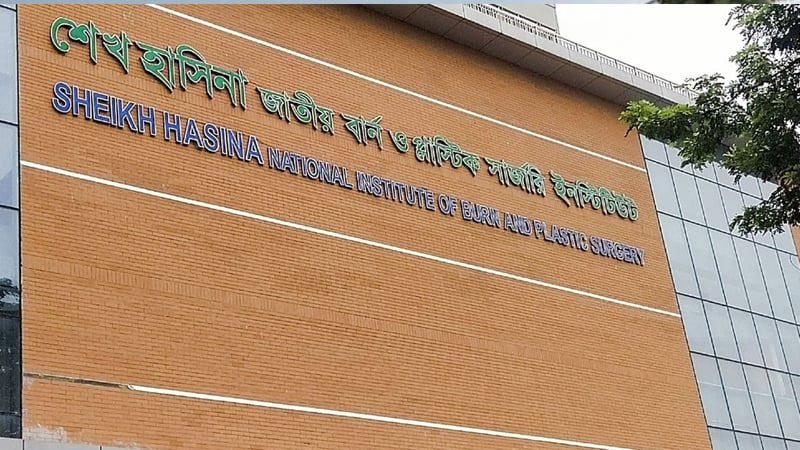 শেখ হাসিনা জাতীয় বার্ন ও প্লাস্টিক সার্জারি ইনস্টিটিউট
SHEIKH HASINA NATIONAL INSTITUTE OF BURN AND PLASTIC SURGERY